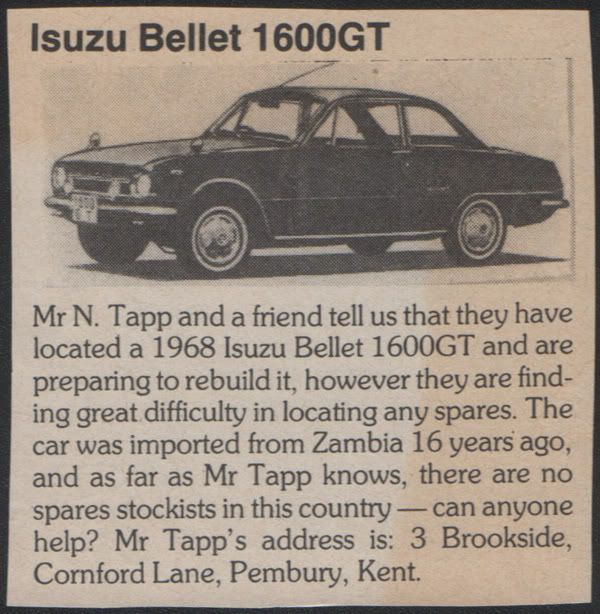 Isuzu Bellet 1600GT
Mr N. Tapp and a friend tell us that they have
located a 1968 Isuzu Bellet 1600GT and are
preparing to rebuild it, however they are find-
ing great difficulty in locating any spares. The
car was imported from Zambia 16 years ago,
and as far as Mr Tapp knows, there are no
spares stockists in this country — can anyone
help? Mr Tapp's address is: 3 Brookside,
Cornford Lane, Pembury, Kent.